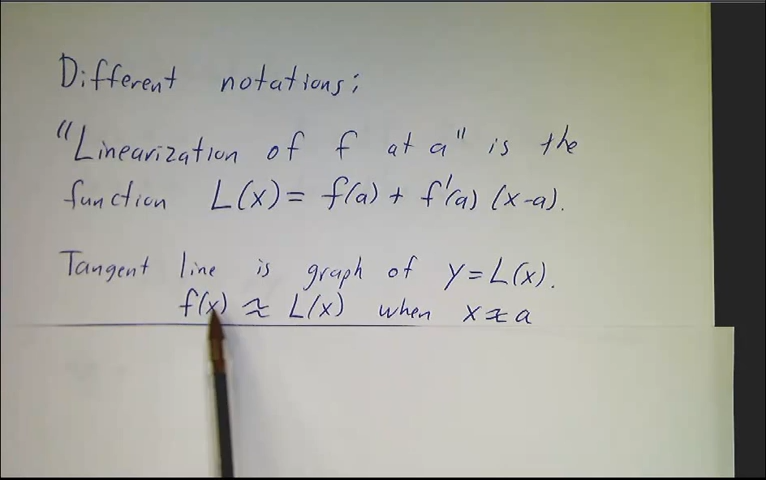 Different notations;
"Linearization of f at a" is the
function L(x) = f(a) + f'(a) (x-a).
Tangent line is graph of y = L(x).
f(x) ≈ L(x) when x ≈ a